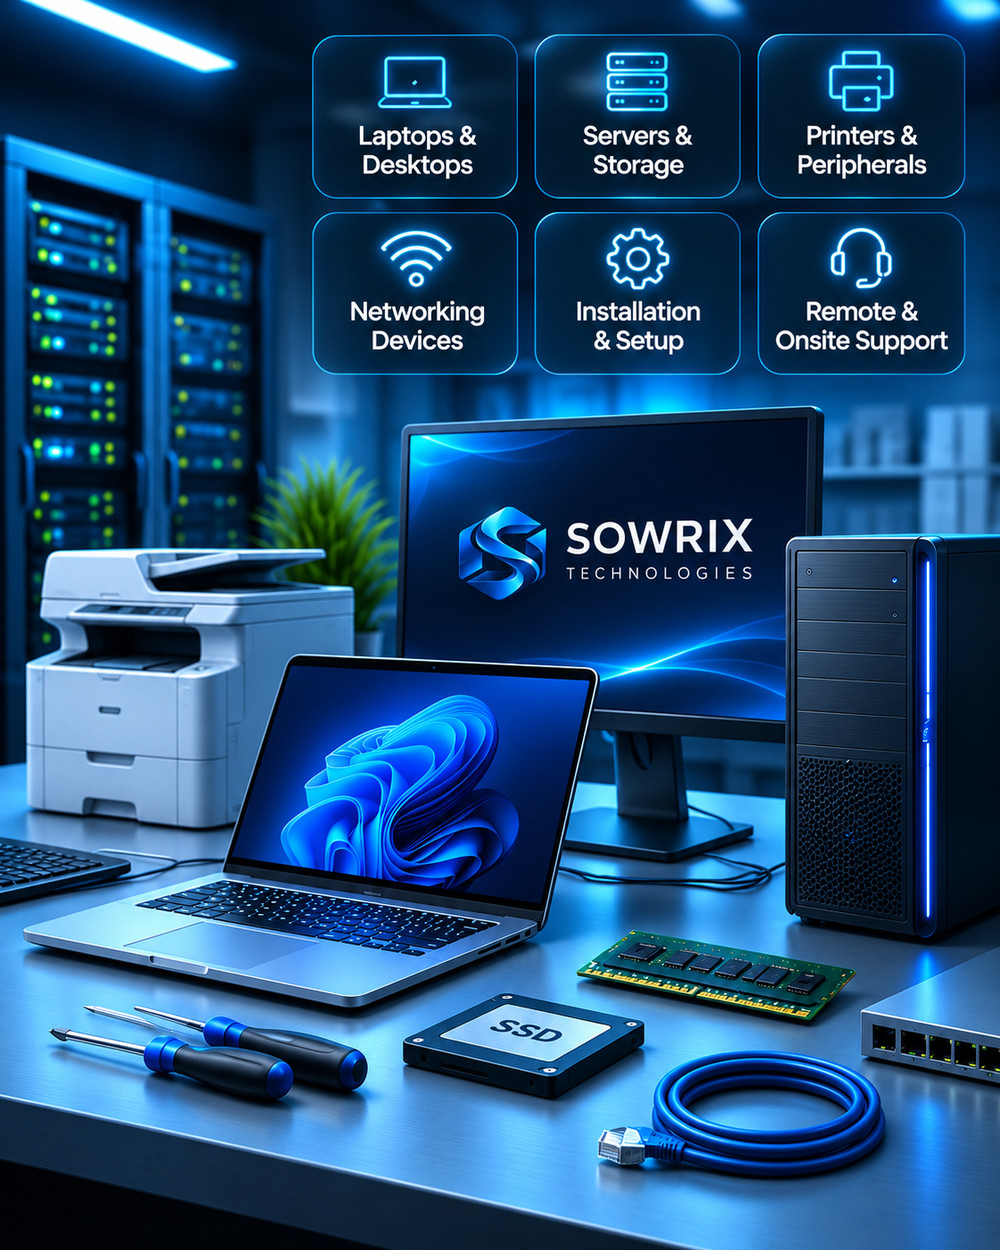 Laptops &
Desktops
Servers &
Storage
Printers &
Peripherals
Networking
Devices
Installation
& Setup
Remote &
Onsite Support
SOWRIX
TECHNOLOGIES
SSD